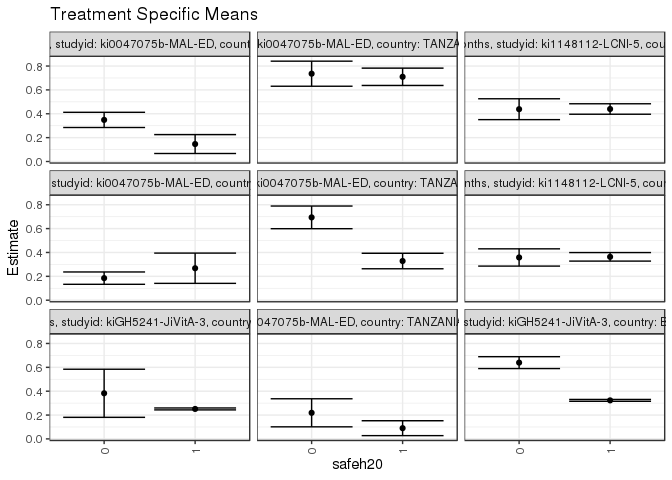 Treatment Specific Means
, studyid: ki0047075b-MAL-ED, count
ki0047075b-MAL-ED, country: TANZA
onths, studyid: ki1148112-LCNI-5, cou
0.8
0.6
0.4
0.2
0.0
studyid: ki0047075b-MAL-ED, countr
ki0047075b-MAL-ED, country: TANZA
nths, studyid: ki1148112-LCNI-5, cou
0.8
0.6
0.4
0.2
0.0
s, studyid: kiGH5241-JiVitA-3, country
047075b-MAL-ED, country: TANZANI
studyid: kiGH5241-JiVitA-3, country: B
0.8
0.6
0.4
0.2
0.0
Estimate
0 1 0 1 0 1
safeh20